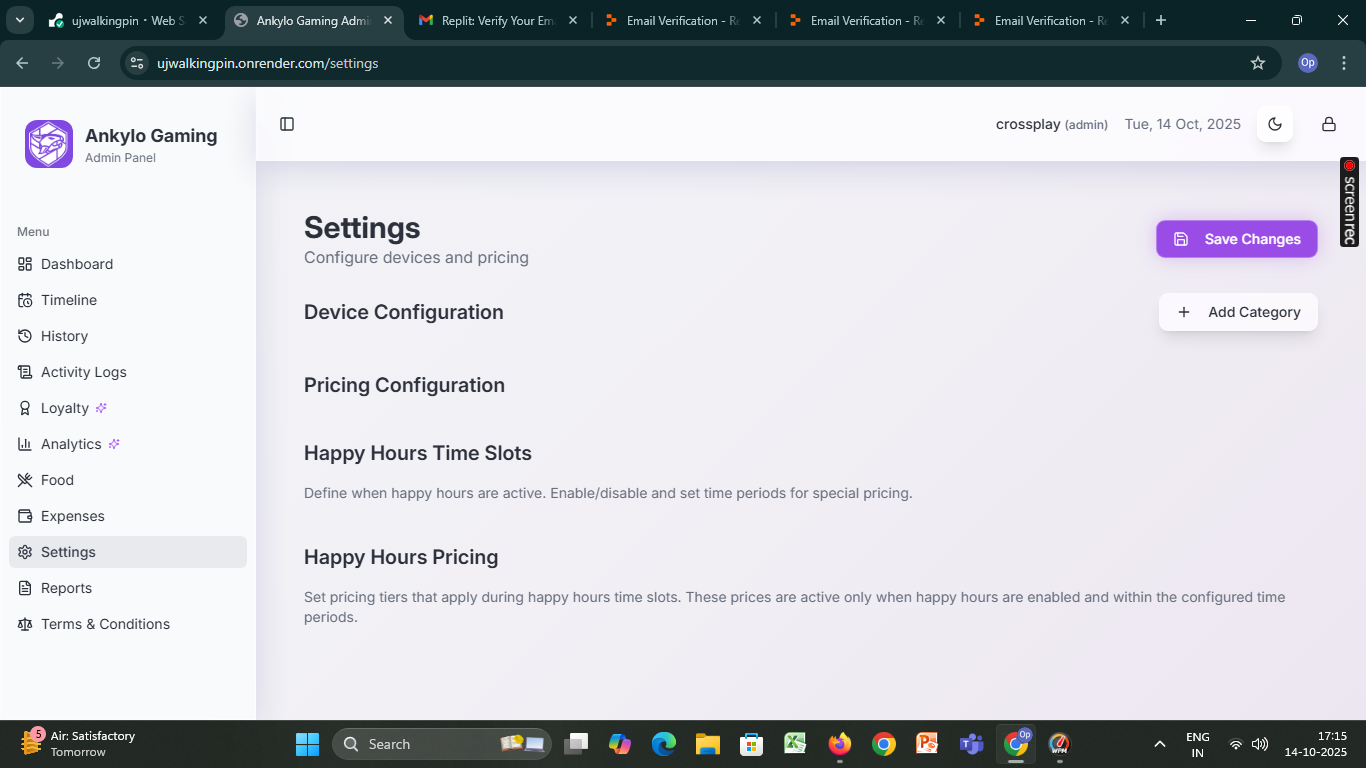 ujwalkingpin · Web S
Ankylo Gaming Admi
Replit: Verify Your Em
Email Verification - R
Email Verification - R
Email Verification - R
ujwalkingpin.onrender.com/settings
Op
Ankylo Gaming
Admin Panel
crossplay (admin)
Tue, 14 Oct, 2025
screenrec
Menu
Dashboard
Timeline
History
Activity Logs
Loyalty
Analytics
Food
Expenses
Settings
Reports
Terms & Conditions
Settings
Configure devices and pricing
Save Changes
Device Configuration
Add Category
Pricing Configuration
Happy Hours Time Slots
Define when happy hours are active. Enable/disable and set time periods for special pricing.
Happy Hours Pricing
Set pricing tiers that apply during happy hours time slots. These prices are active only when happy hours are enabled and within the configured time
periods.
5
Air: Satisfactory
Tomorrow
Search
Op
WPM
ENG
IN
17:15
14-10-2025